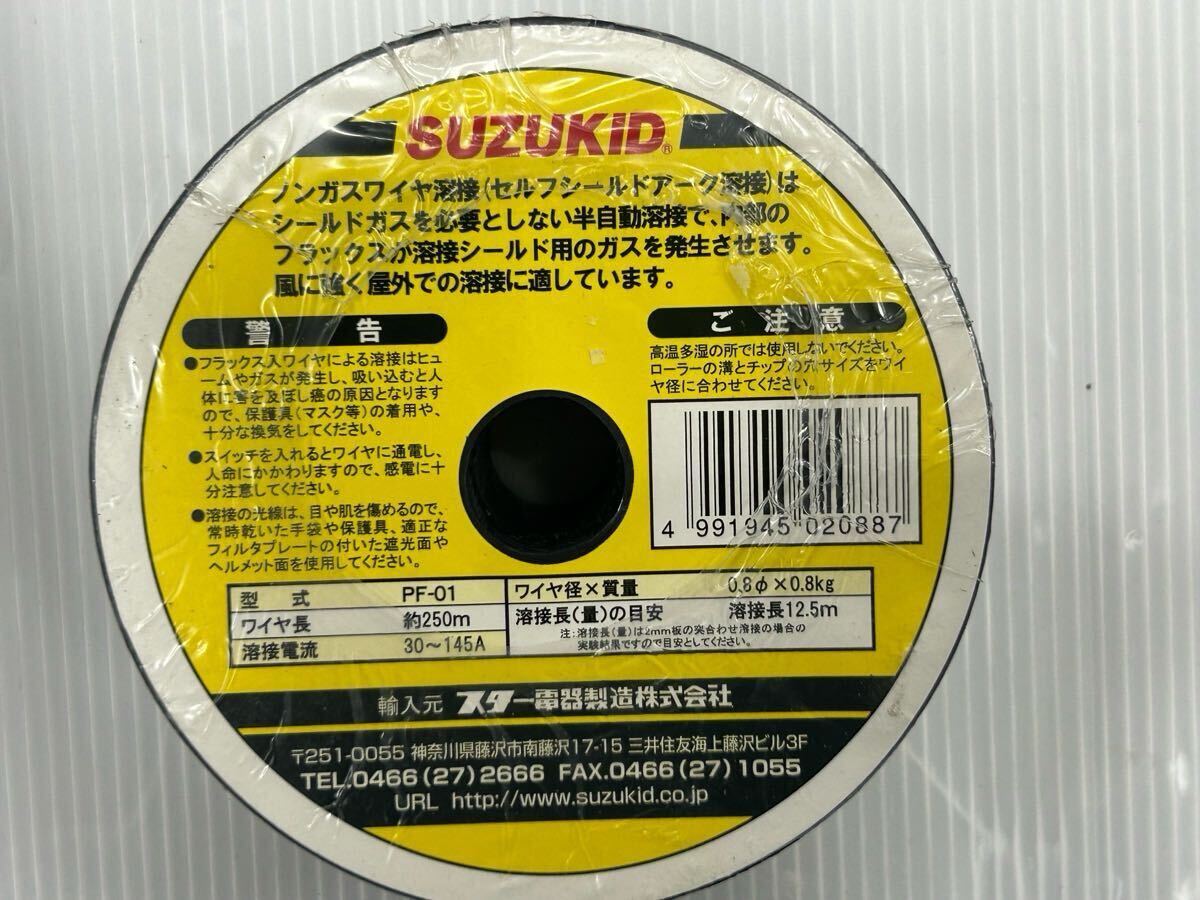 SUZUKID®
ノンガスワイヤ溶接(セルフシールドアーク溶接)は
シールドガスを必要としない半自動溶接で、内部の
フラックスが溶接シールド用のガスを発生させます。
風に強く屋外での溶接に適しています。
警告
●フラックス入ワイヤによる溶接はヒュ
ームやガスが発生し、吸い込むと人
体に害を及ぼし癌の原因となります
ので、保護具(マスク等)の着用や、
十分な換気をしてください。
●スイッチを入れるとワイヤに通電し、
人命にかかわりますので、感電に十
分注意してください。
●溶接の光線は、目や肌を傷めるので、
常時乾いた手袋や保護具、適正な
フィルタプレートの付いた遮光面や
ヘルメット面を使用してください。
ご注意
高温多湿の所では使用しないでください。
ローラーの溝とチップの穴サイズをワイ
ヤ径に合わせてください。
4 991945 020887
型式 PF-01 ワイヤ径×質量 0.8φ×0.8kg
ワイヤ長 約250m 溶接長(量)の目安 溶接長12.5m
溶接電流 30～145A
注:溶接長(量)は2mm板の突合わせ溶接の場合の
実験結果ですので目安としてください。
輸入元 スター電器製造株式会社
〒251-0055 神奈川県藤沢市南藤沢17-15 三井住友海上藤沢ビル3F
TEL.0466(27)2666 FAX.0466(27)1055
URL http://www.suzukid.co.jp